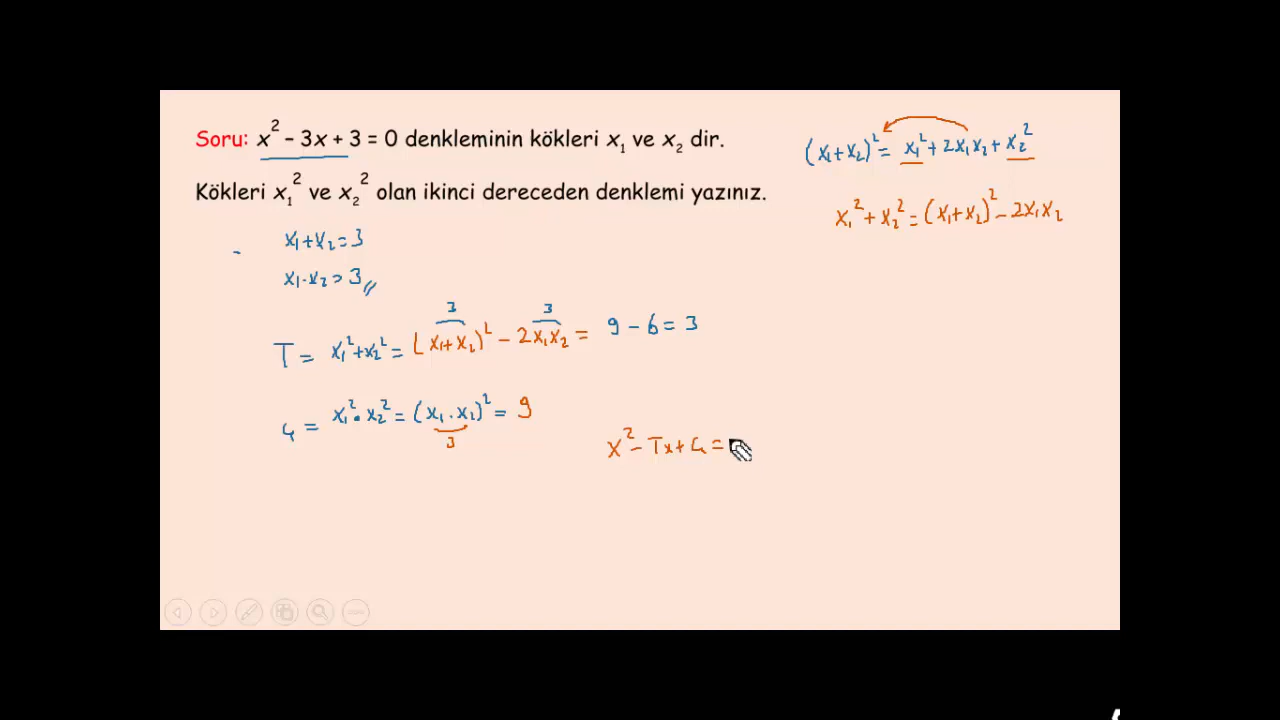 Soru: x² – 3x + 3 = 0 denkleminin kökleri x₁ ve x₂ dir.
Kökleri x₁² ve x₂² olan ikinci dereceden denklemi yazınız.
(x₁+x₂)² = x₁² + 2x₁x₂ + x₂²
x₁² + x₂² = (x₁+x₂)² – 2x₁x₂
x₁+x₂ = 3
x₁·x₂ = 3
3 3
T = x₁²+x₂² = (x₁+x₂)² – 2x₁x₂ = 9 – 6 = 3
Ç = x₁²·x₂² = (x₁·x₂)² = 9
3
x² – Tx + Ç =